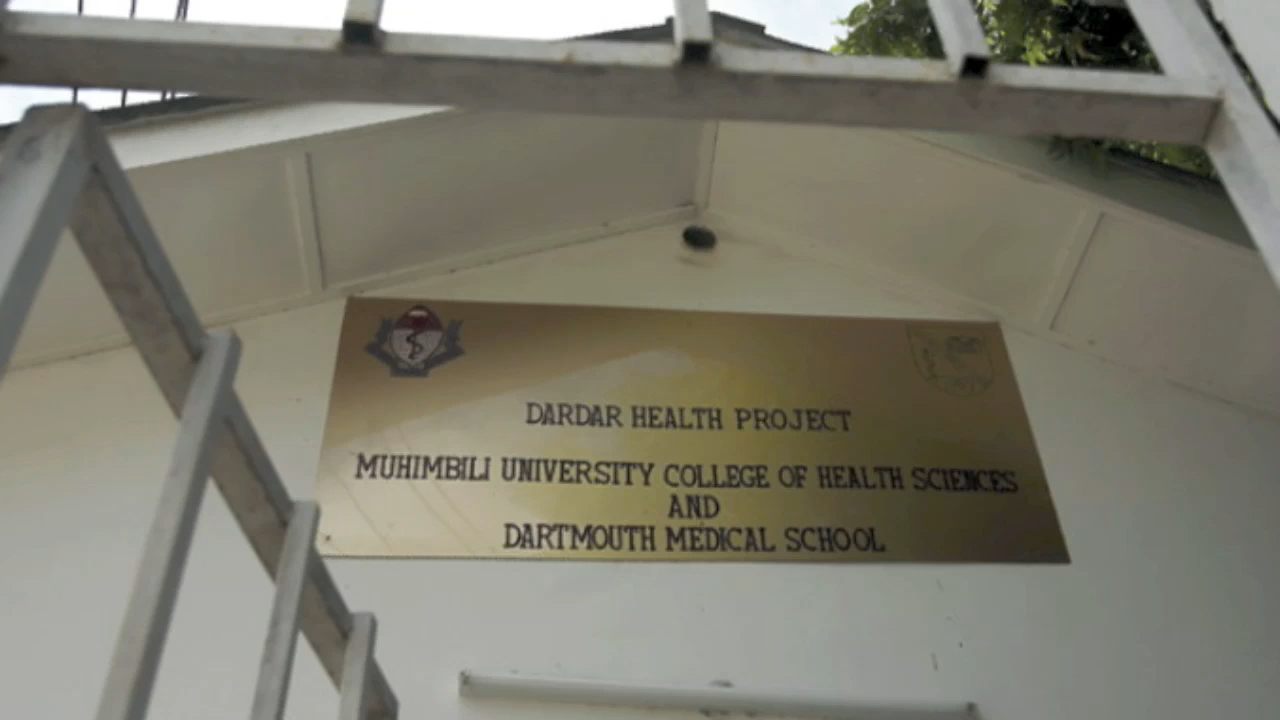 DARDAR HEALTH PROJECT
MUHIMBILI UNIVERSITY COLLEGE OF HEALTH SCIENCES
AND
DARTMOUTH MEDICAL SCHOOL